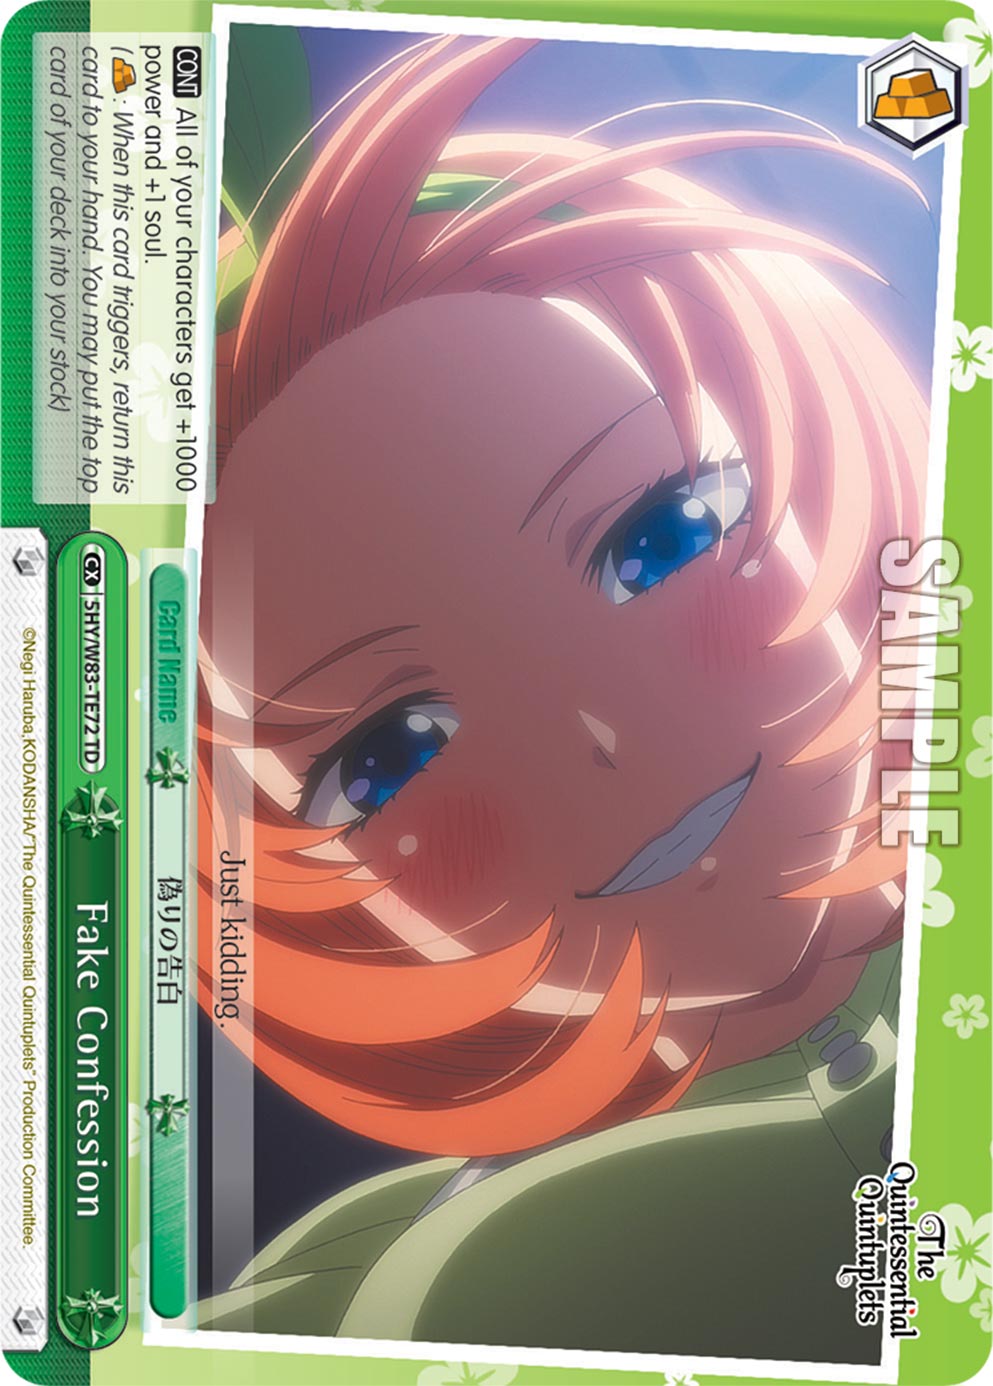 CONT All of your characters get +1000
power and +1 soul.
( : When this card triggers, return this
card to your hand. You may put the top
card of your deck into your stock)
SAMPLE
Just kidding.
Card Name
偽りの告白
CX 5HY/W83-TE72 TD
Fake Confession
©Negi Haruba,KODANSHA/"The Quintessential Quintuplets" Production Committee.
The
Quintessential
Quintuplets